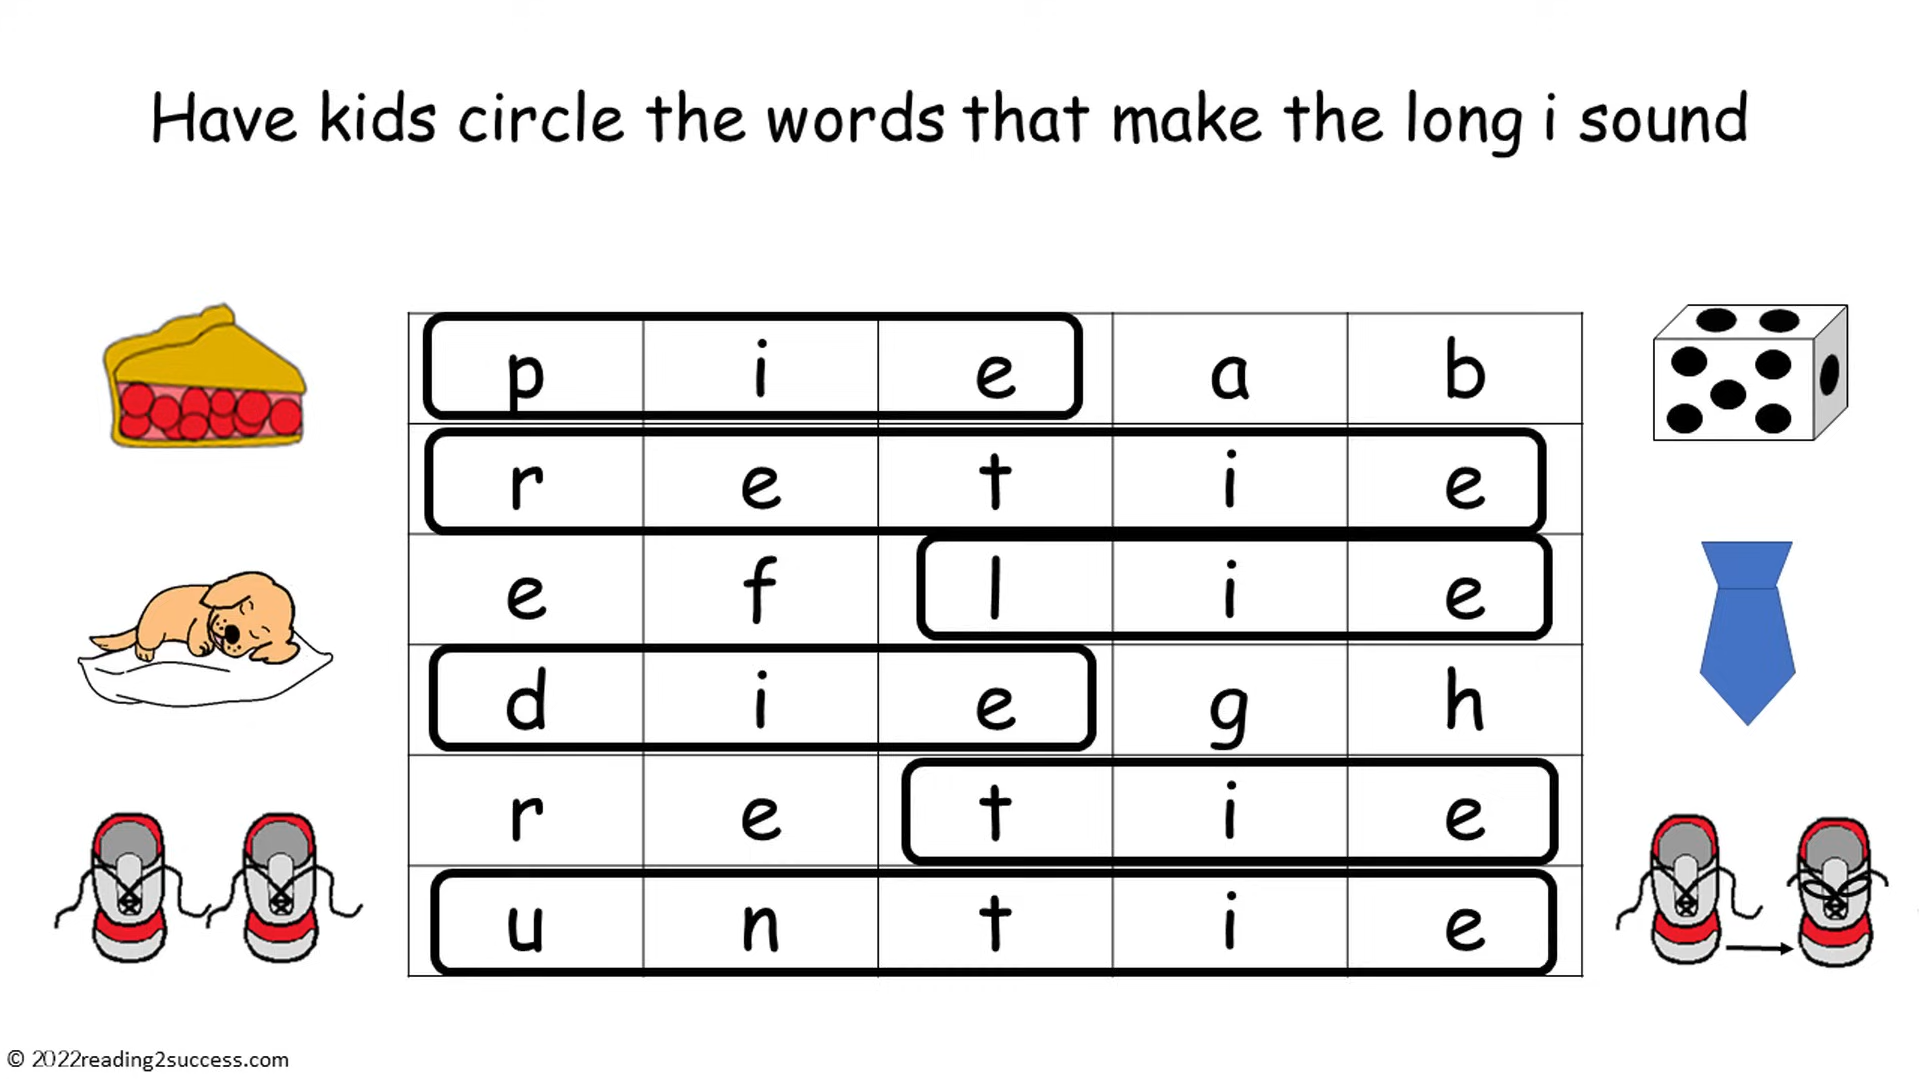 Have kids circle the words that make the long i sound
p i e a b
r e t i e
e f l i e
d i e g h
r e t i e
u n t i e
© 2022reading2success.com